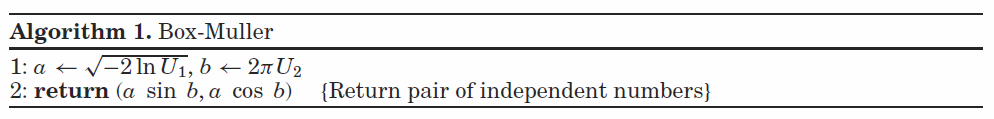 Algorithm 1. Box-Muller
1: a ← √−2 ln U₁, b ← 2πU₂
2: return (a sin b, a cos b) {Return pair of independent numbers}